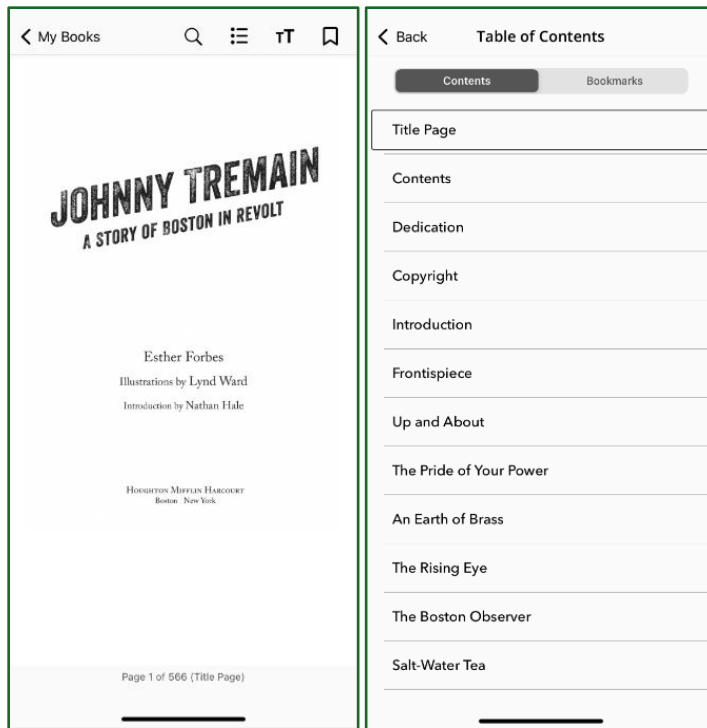 My Books
TT
JOHNNY TREMAIN
A STORY OF BOSTON IN REVOLT
Esther Forbes
Illustrations by Lynd Ward
Introduction by Nathan Hale
HOUGHTON MIFFLIN HARCOURT
Boston New York
Page 1 of 566 (Title Page)
Back Table of Contents
Contents Bookmarks
Title Page
Contents
Dedication
Copyright
Introduction
Frontispiece
Up and About
The Pride of Your Power
An Earth of Brass
The Rising Eye
The Boston Observer
Salt-Water Tea